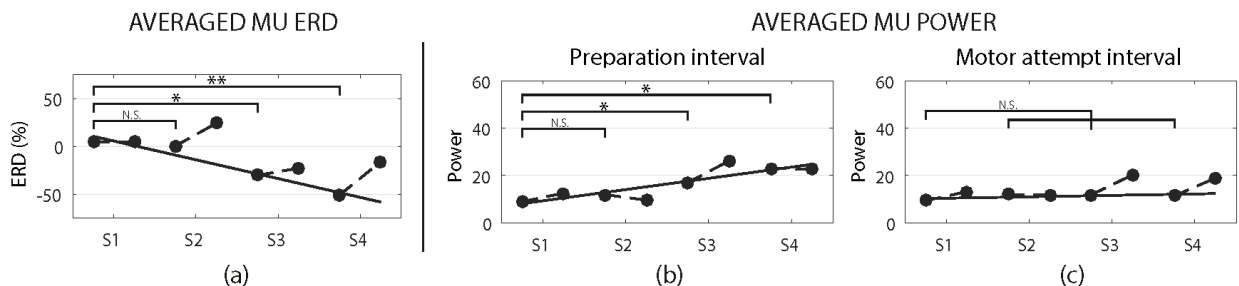 AVERAGED MU ERD
AVERAGED MU POWER
Preparation interval
Motor attempt interval
ERD (%)
50
0
-50
**
*
N.S.
S1 S2 S3 S4
(a)
Power
60
40
20
0
*
*
N.S.
S1 S2 S3 S4
(b)
Power
60
40
20
0
N.S.
S1 S2 S3 S4
(c)